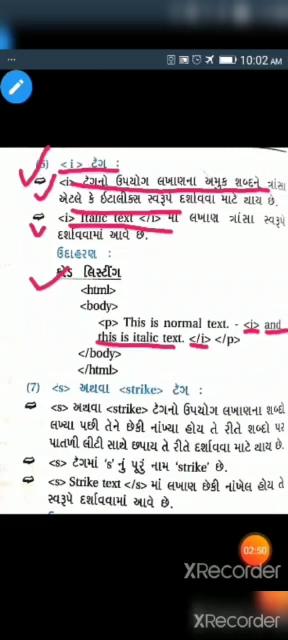 10:02 AM
(6) <i> ટૅગ :
<i> ટૅગનો ઉપયોગ લખાણના અમુક શબ્દને ત્રાંસા
એટલે કે ઇટાલીક્સ સ્વરૂપે દર્શાવવા માટે થાય છે.
<i> Italic text </i> માં લખાણ ત્રાંસા સ્વરૂપે
દર્શાવવામાં આવે છે.
ઉદાહરણ :
કોડ લિસ્ટીંગ
<html>
<body>
<p> This is normal text. - <i> and
this is italic text. </i> </p>
</body>
</html>
(7) <s> અથવા <strike> ટૅગ :
<s> અથવા <strike> ટૅગનો ઉપયોગ લખાણના શબ્દો
લખ્યા પછી તેને છેકી નાંખ્યા હોય તે રીતે શબ્દો પર
પાતળી લીટી સાથે છપાય તે રીતે દર્શાવવા માટે થાય છે.
<s> ટૅગમાં 's' નું પૂરું નામ 'strike' છે.
<s> Strike text </s> માં લખાણ છેકી નાંખેલ હોય તે
સ્વરૂપે દર્શાવવામાં આવે છે.
02:50
XRecorder
XRecorder